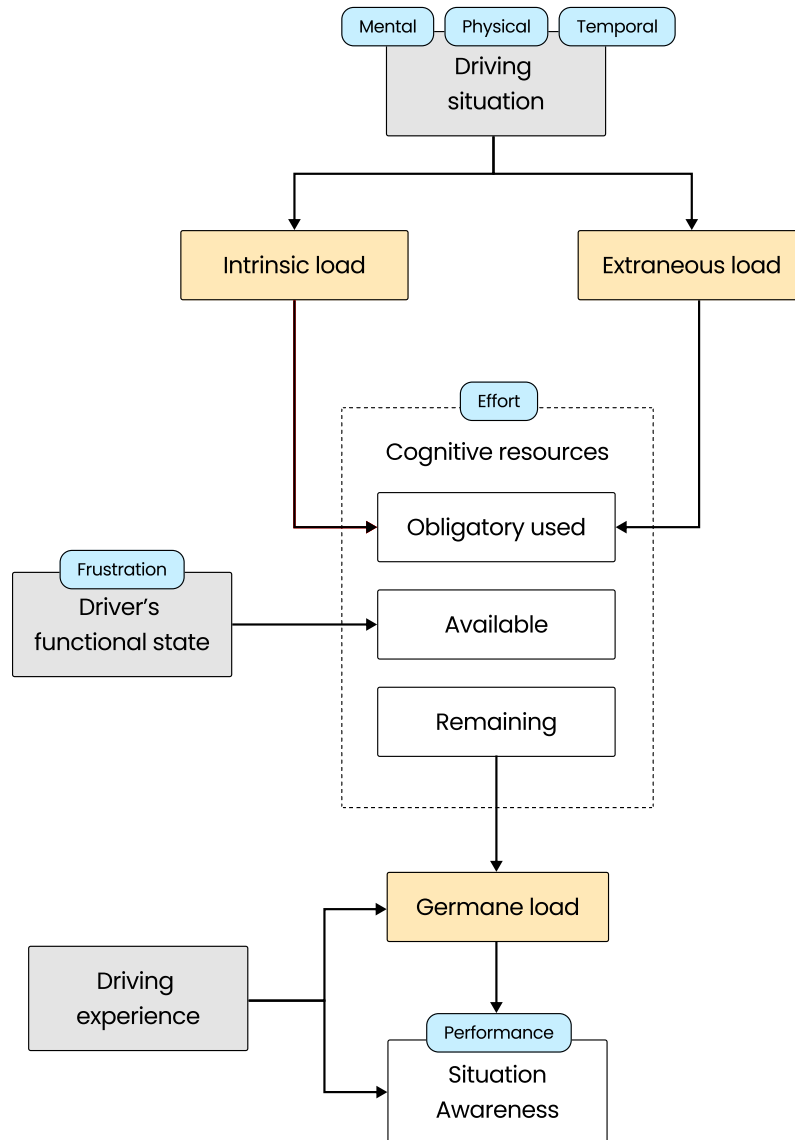 Mental
Physical
Temporal
Driving
situation
Intrinsic load
Extraneous load
Effort
Cognitive resources
Obligatory used
Frustration
Driver’s
functional state
Available
Remaining
Germane load
Driving
experience
Performance
Situation
Awareness